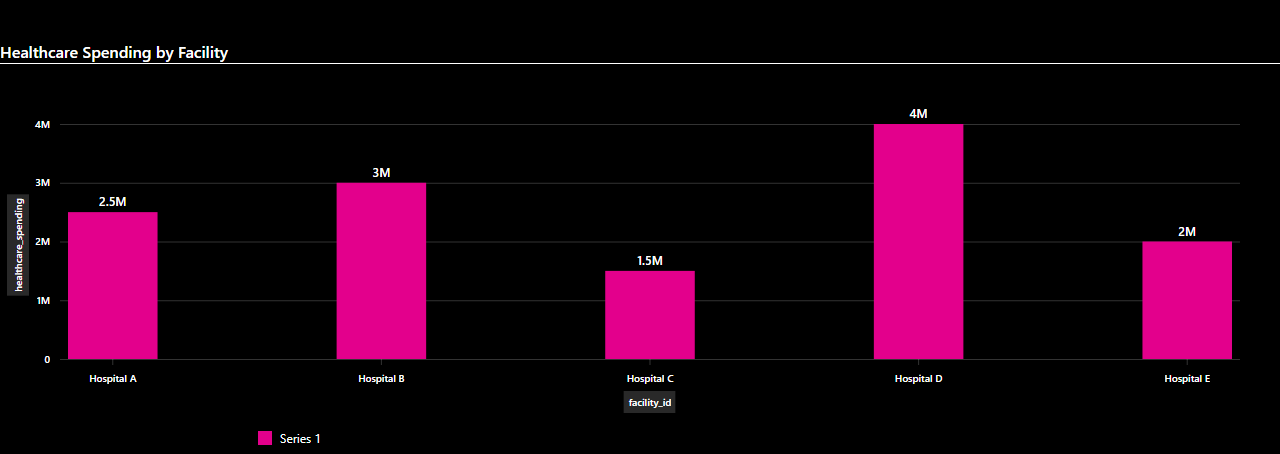 Healthcare Spending by Facility
4M
4M
3M
3M
2.5M
2M
2M
1.5M
1M
0
healthcare_spending
Hospital A
Hospital B
Hospital C
Hospital D
Hospital E
facility_id
Series 1